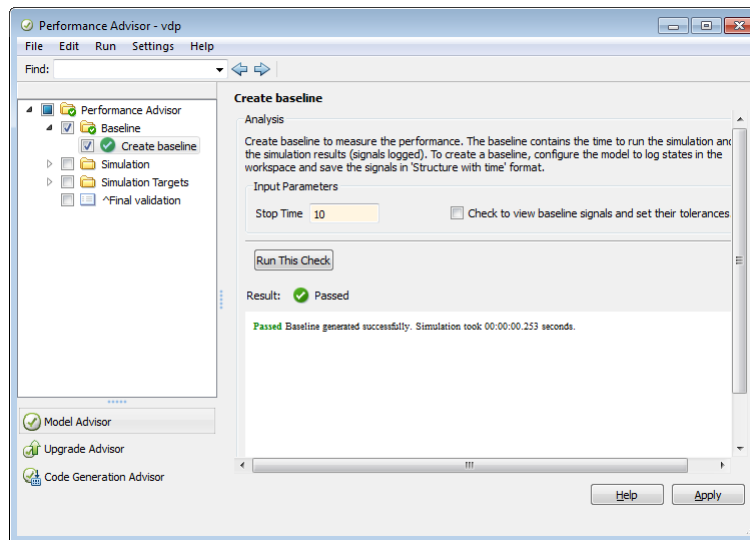 Performance Advisor - vdp
File Edit Run Settings Help
Find:
Performance Advisor
Baseline
Create baseline
Simulation
Simulation Targets
^Final validation
Model Advisor
Upgrade Advisor
Code Generation Advisor
Create baseline
Analysis
Create baseline to measure the performance. The baseline contains the time to run the simulation and
the simulation results (signals logged). To create a baseline, configure the model to log states in the
workspace and save the signals in 'Structure with time' format.
Input Parameters
Stop Time 10 Check to view baseline signals and set their tolerances
Run This Check
Result: Passed
Passed Baseline generated successfully. Simulation took 00:00:00.253 seconds.
Help Apply